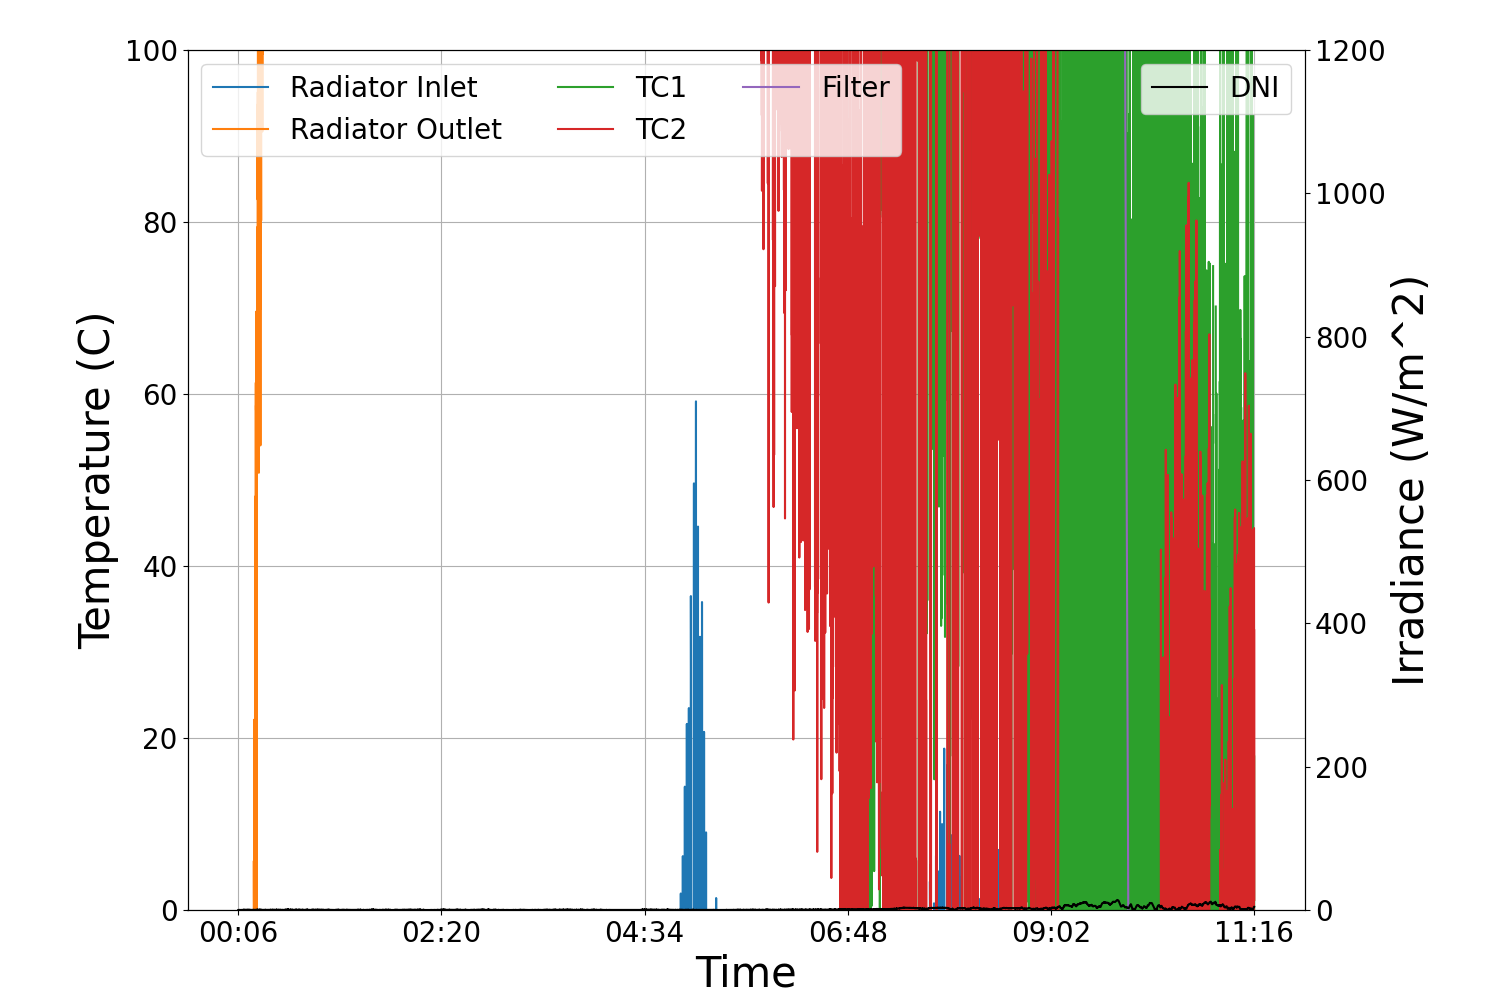 Radiator Inlet
Radiator Outlet
TC1
TC2
Filter
DNI
Temperature (C)
100
80
60
40
20
0
1200
1000
800
600
400
200
0
Irradiance (W/m^2)
00:06 02:20 04:34 06:48 09:02 11:16
Time